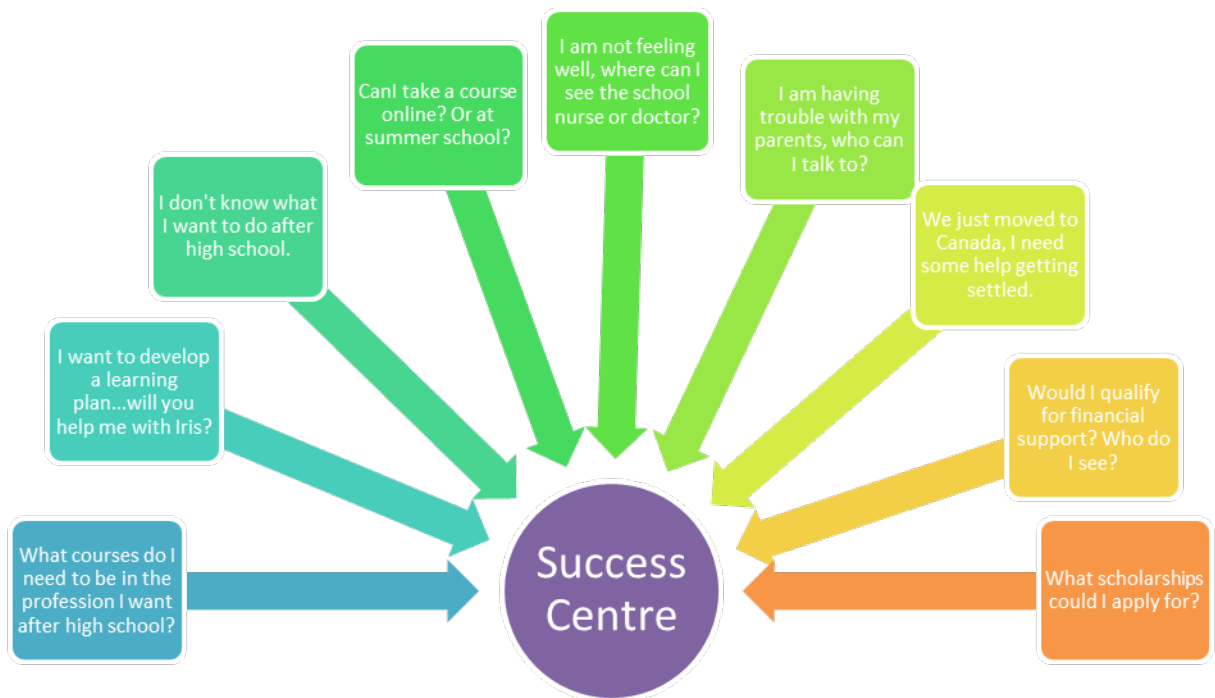 What courses do I
need to be in the
profession I want
after high school?
I want to develop
a learning
plan...will you
help me with Iris?
I don't know what
I want to do after
high school.
CanI take a course
online? Or at
summer school?
I am not feeling
well, where can I
see the school
nurse or doctor?
I am having
trouble with my
parents, who can
I talk to?
We just moved to
Canada, I need
some help getting
settled.
Would I qualify
for financial
support? Who do
I see?
What scholarships
could I apply for?
Success
Centre